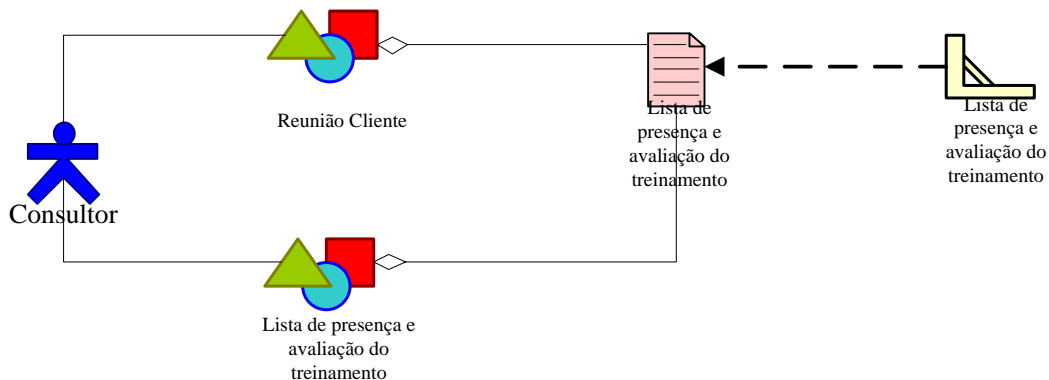 Reunião Cliente
Lista de
presença e
avaliação do
treinamento
Lista de
presença e
avaliação do
treinamento
Consultor
Lista de presença e
avaliação do
treinamento